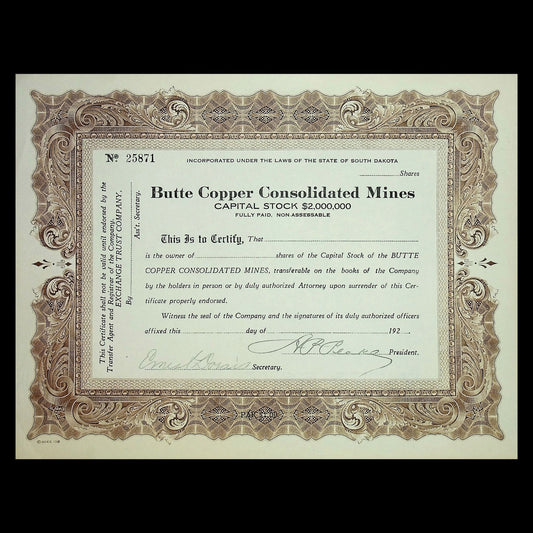 Nº 25871
INCORPORATED UNDER THE LAWS OF THE STATE OF SOUTH DAKOTA
Shares
Butte Copper Consolidated Mines
CAPITAL STOCK $2,000,000
FULLY PAID, NON-ASSESSABLE
This Is to Certify, That
is the owner of shares of the Capital Stock of the BUTTE
COPPER CONSOLIDATED MINES, transferable on the books of the Company
by the holders in person or by duly authorized Attorney upon surrender of this Cer-
tificate properly endorsed.
Witness the seal of the Company and the signatures of its duly authorized officers
affixed this day of 192
President.
Secretary.
This Certificate shall not be valid until endorsed by the
Transfer Agent and Registrar of the Company.
EXCHANGE TRUST COMPANY,
By Ass't. Secretary.